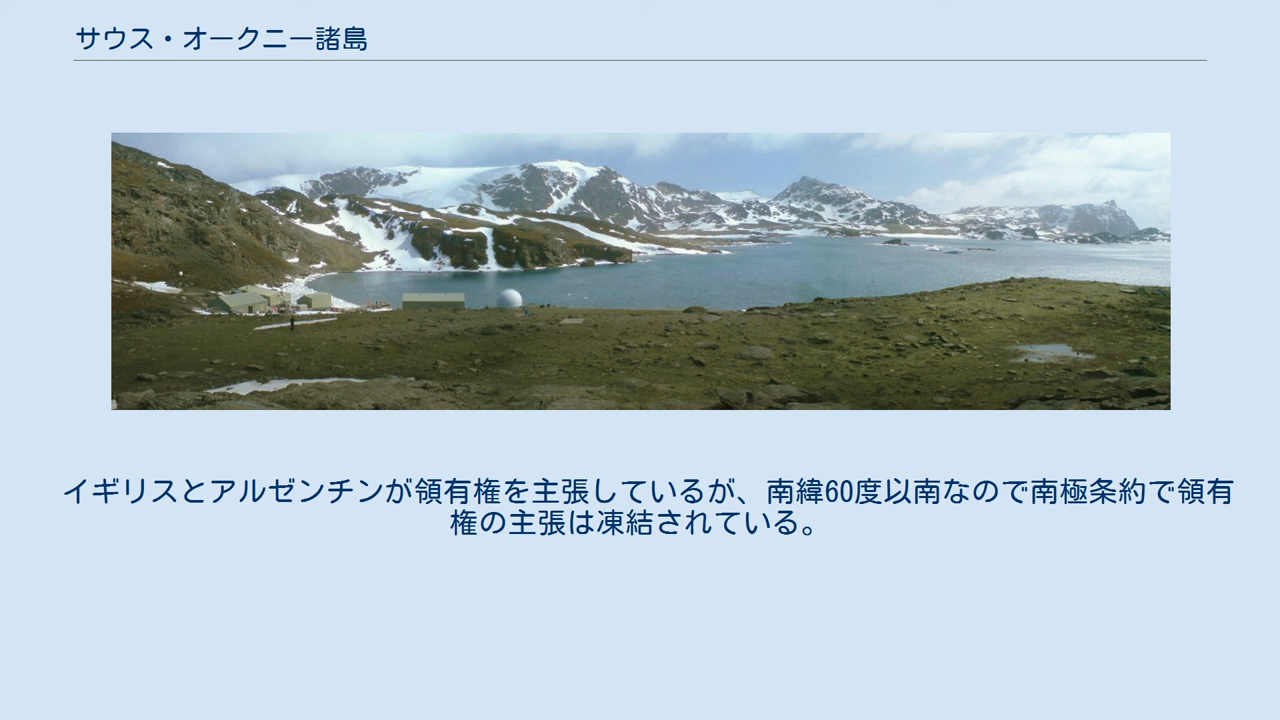 サウス・オークニー諸島
イギリスとアルゼンチンが領有権を主張しているが、南緯60度以南なので南極条約で領有
権の主張は凍結されている。